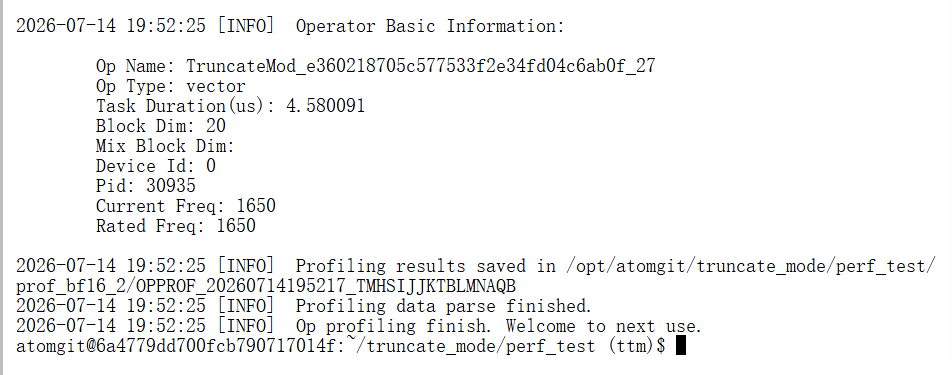 2026-07-14 19:52:25 [INFO]  Operator Basic Information:
Op Name: TruncateMod_e360218705c577533f2e34fd04c6ab0f_27
Op Type: vector
Task Duration(us): 4.580091
Block Dim: 20
Mix Block Dim:
Device Id: 0
Pid: 30935
Current Freq: 1650
Rated Freq: 1650
2026-07-14 19:52:25 [INFO]  Profiling results saved in /opt/atomgit/truncate_mode/perf_test/
prof_bf16_2/OPPROF_20260714195217_TMHSIJJKTBLMNAQB
2026-07-14 19:52:25 [INFO]  Profiling data parse finished.
2026-07-14 19:52:25 [INFO]  Op profiling finish. Welcome to next use.
atomgit@6a4779dd700fcb790717014f:~/truncate_mode/perf_test (ttm)$